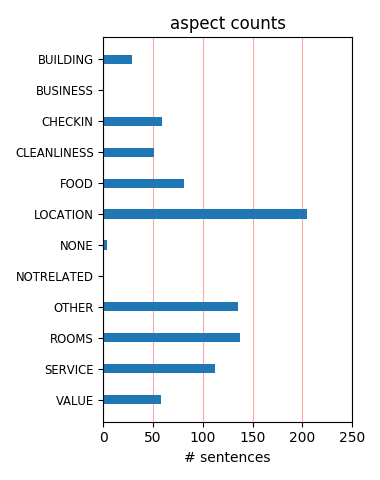 aspect counts
BUILDING
BUSINESS
CHECKIN
CLEANLINESS
FOOD
LOCATION
NONE
NOTRELATED
OTHER
ROOMS
SERVICE
VALUE
0 50 100 150 200 250
# sentences